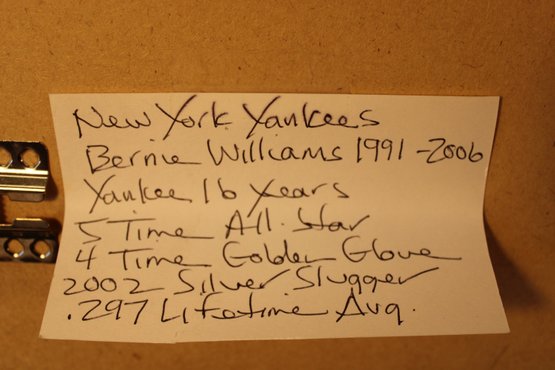 New York Yankees
Bernie Williams 1991-2006
Yankee 16 Years
5 Time All. Star
4 Time Golden Glove
2002 Silver Slugger
.297 Lifetime Avg.